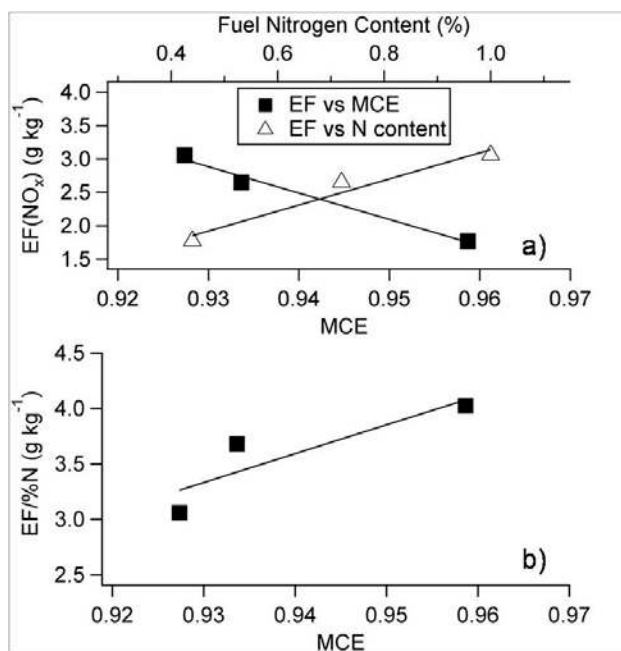 Fuel Nitrogen Content (%)
0.4 0.6 0.8 1.0
EF vs MCE
EF vs N content
EF(NOx) (g kg-1)
4.0
3.5
3.0
2.5
2.0
1.5
a)
0.92 0.93 0.94 0.95 0.96 0.97
MCE
EF/%N (g kg-1)
4.5
4.0
3.5
3.0
2.5
b)
0.92 0.93 0.94 0.95 0.96 0.97
MCE